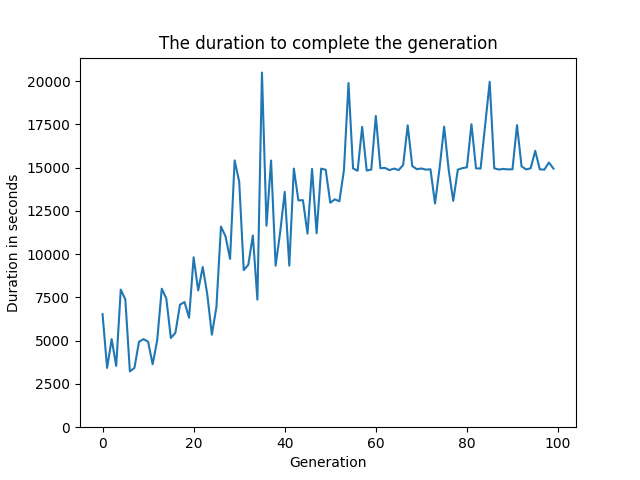 The duration to complete the generation
20000
17500
15000
12500
10000
7500
5000
2500
0
Duration in seconds
0 20 40 60 80 100
Generation